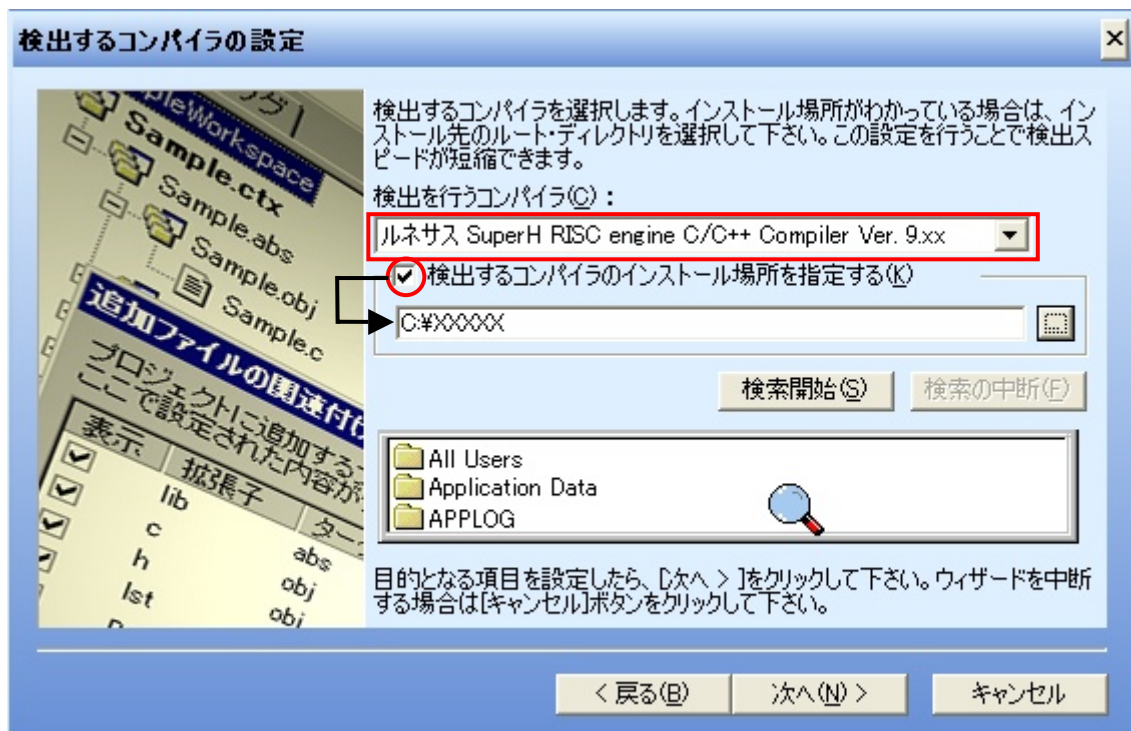 検出するコンパイラの設定
検出するコンパイラを選択します。インストール場所がわかっている場合は、イン
ストール先のルート・ディレクトリを選択して下さい。この設定を行うことで検出ス
ピードが短縮できます。
検出を行うコンパイラ(C)：
ルネサス SuperH RISC engine C/C++ Compiler Ver. 9.xx
検出するコンパイラのインストール場所を指定する(K)
C:¥XXXXX
検索開始(S)
検索の中断(F)
All Users
Application Data
APPLOG
目的となる項目を設定したら、[次へ >]をクリックして下さい。ウィザードを中断
する場合は[キャンセル]ボタンをクリックして下さい。
< 戻る(B)
次へ(N) >
キャンセル
pleWorkspace
Sample.ctx
Sample.abs
Sample.obj
Sample.c
追加ファイルの関連付け
プロジェクトに追加する
ここで設定された内容が
表示 拡張子 ター
lib
c abs
h obj
lst obj